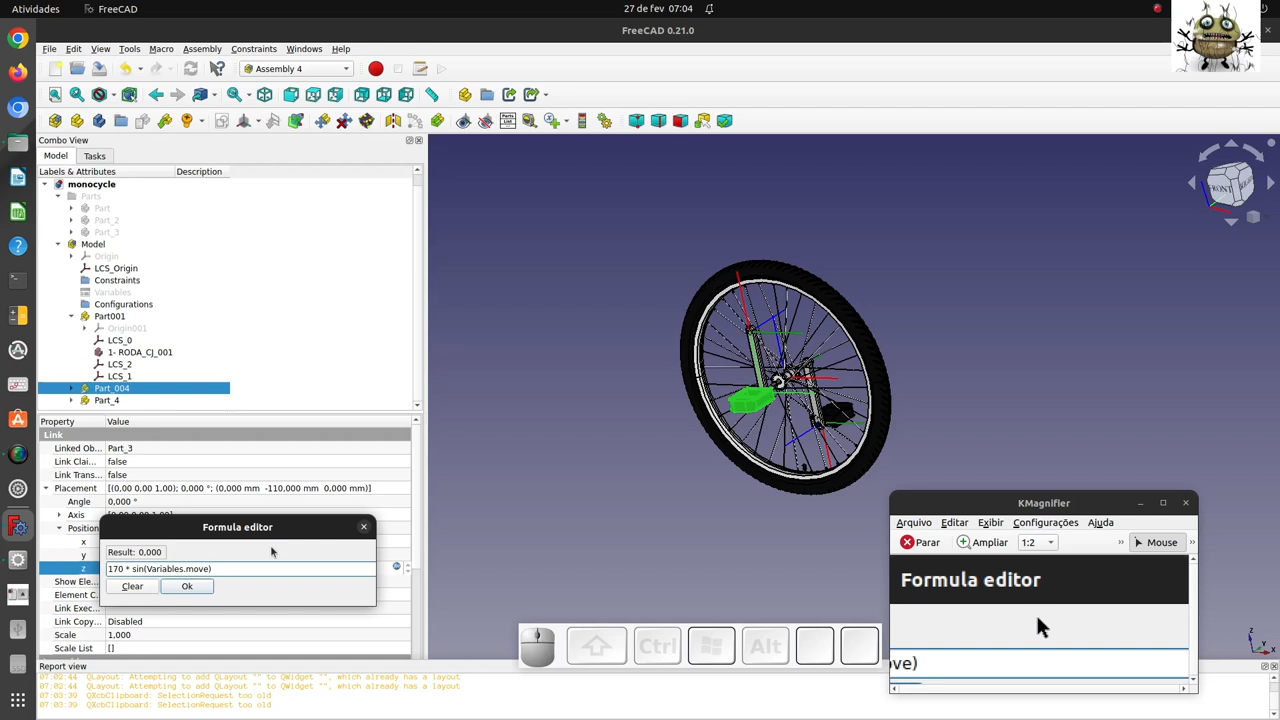 Atividades
FreeCAD
27 de fev 07:04
FreeCAD 0.21.0
File Edit View Tools Macro Assembly Constraints Windows Help
Assembly 4
Combo View
Model Tasks
Labels & Attributes Description
monocycle
Parts
Part
Part_2
Part_3
Model
Origin
LCS_Origin
Constraints
Variables
Configurations
Part001
Origin001
LCS_0
1- RODA_CJ_001
LCS_2
LCS_1
Part_004
Part_4
Property Value
Link
Linked Ob... Part_3
Link Clai... false
Link Trans... false
Placement [(0,00 0,00 1,00); 0,000 °; (0,000 mm -110,000 mm 0,000 mm)]
Angle 0,000 °
Axis
Position
x
y
z
Show Ele
Element C
Link Exec
Link Copy... Disabled
Scale 1,000
Scale List []
Formula editor
Result: 0,000
170 * sin(Variables.move)
Clear Ok
Report view
07:02:44 QLayout: Attempting to add QLayout "" to QWidget "", which already has a layout
07:02:44 QLayout: Attempting to add QLayout "" to QWidget "", which already has a layout
07:03:39 QXcbClipboard: SelectionRequest too old
07:03:39 QXcbClipboard: SelectionRequest too old
FRONT
Ctrl
Alt
KMagnifier
Arquivo Editar Exibir Configurações Ajuda
Parar Ampliar 1:2 Mouse
Formula editor
ove)